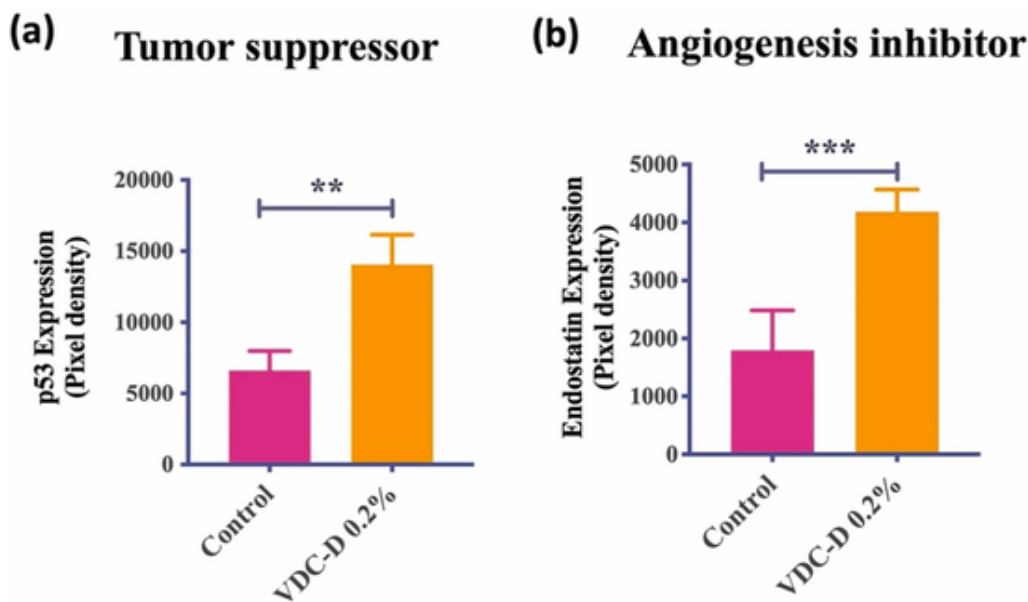 (a)
Tumor suppressor
p53 Expression
(Pixel density)
20000
15000
10000
5000
0
**
Control
VDC-D 0.2%
(b)
Angiogenesis inhibitor
Endostatin Expression
(Pixel density)
5000
4000
3000
2000
1000
0
***
Control
VDC-D 0.2%